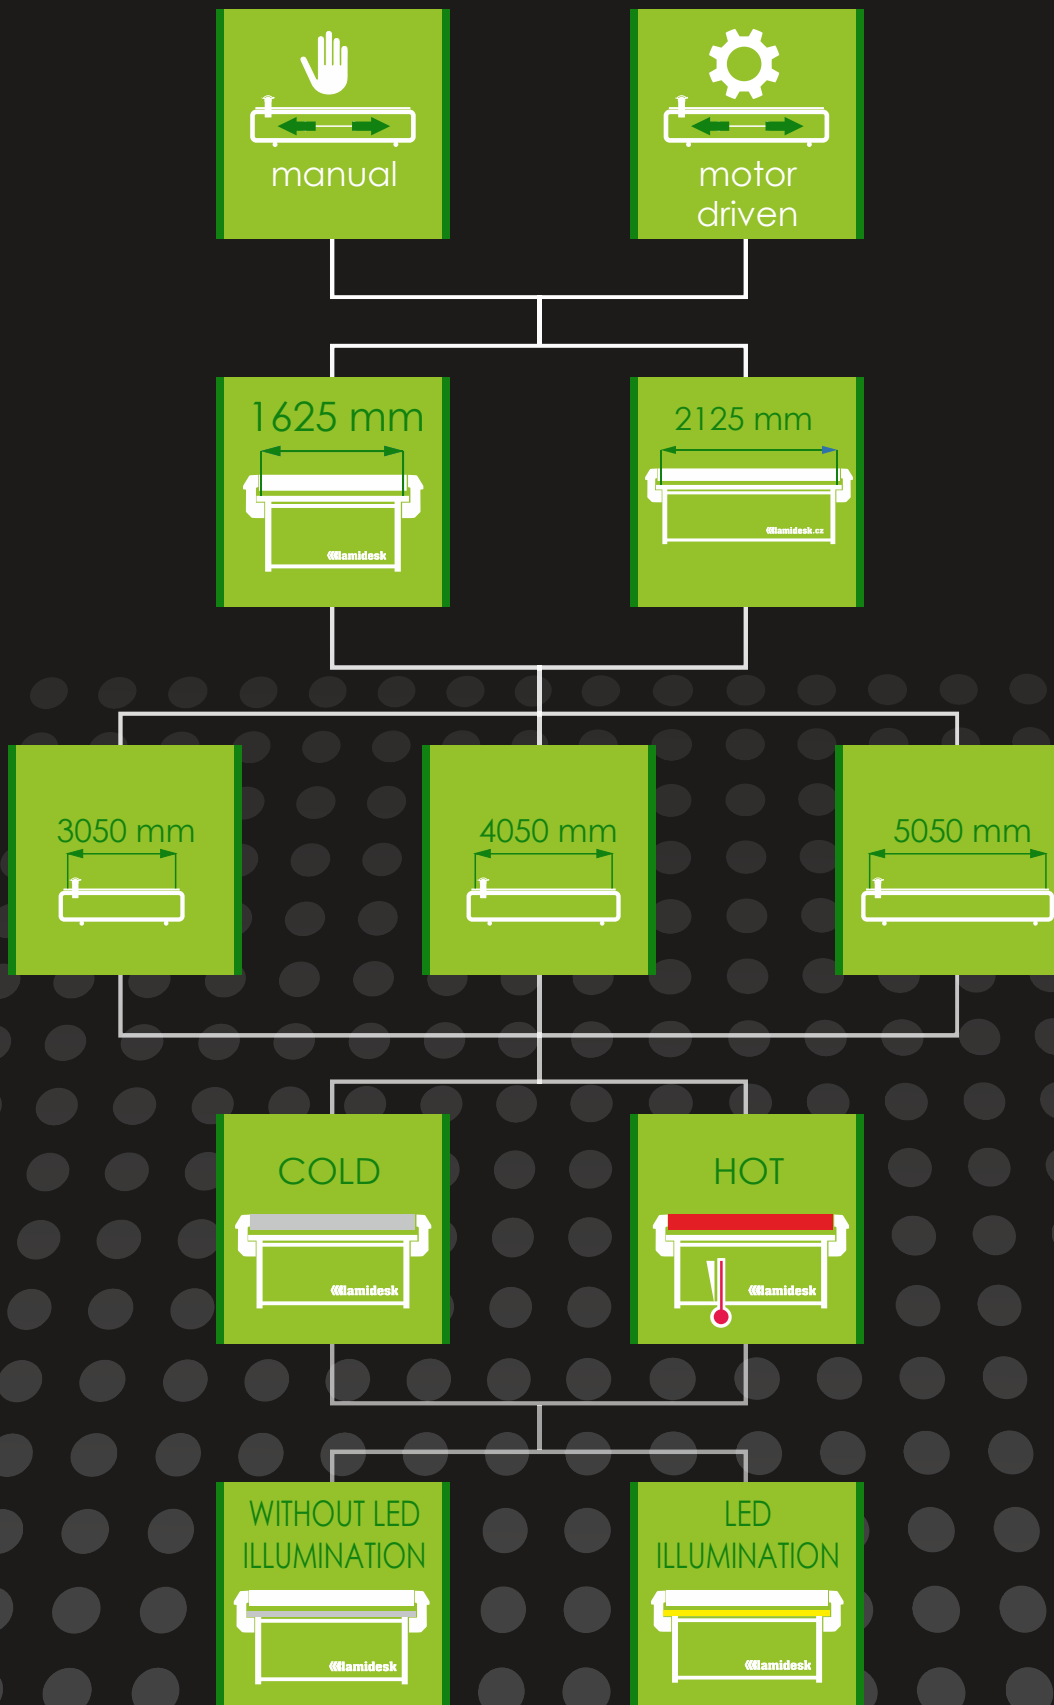 manual
motor
driven
1625 mm
2125 mm
lamidesk
lamidesk.cz
3050 mm
4050 mm
5050 mm
COLD
HOT
lamidesk
lamidesk
WITHOUT LED
ILLUMINATION
LED
ILLUMINATION
lamidesk
lamidesk